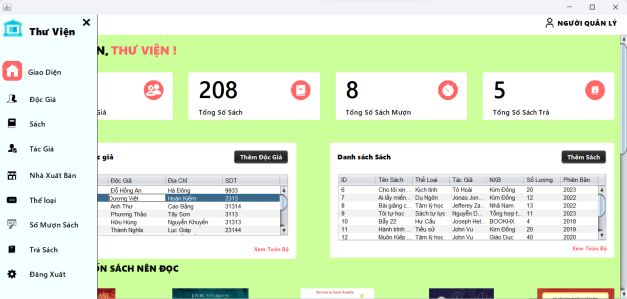 Thư Viện
NGƯỜI QUẢN LÝ
N, THƯ VIỆN !
Giao Diện
Độc Giả
Sách
Tác Giả
Nhà Xuất Bản
Thể loại
Số Mượn Sách
Trả Sách
Đăng Xuất
Giả
208
Tổng Số Sách
8
Tổng Số Sách Mượn
5
Tổng Số Sách Trả
c giả
Thêm Độc Giả
Độc Giả Địa Chỉ SDT
Đỗ Hồng An Hà Đông 9933
Dương Việt Hoàn Kiếm 2313
Anh Thư Cao Bằng 31314
Phương Thảo Tây Sơn 3113
Hữu Hùng Nguyễn Khuyến 31313
Thành Nghĩa Lục Giáp 23144
Xem Toàn Bộ
Danh sách Sách
Thêm Sách
ID Tên Sách Thể Loại Tác Giả NXB Số Lượng Phiên Bản
6 Cho tôi xin ... Kịch tính Tô Hoài Kim Đồng 20 2023
7 Ai lấy miến... Du Ngôn Jonas Jon... Kim Đồng 12 2022
8 Bài giảng c... Tâm lý học Jefferey Za... Nhã Nam 13 2022
9 Tôi tự học Sách tự lực Nguyễn D... Tổng hợp t... 11 2023
10 Bẫy 22 Hư Cấu Joseph Hel... BOOKHX 4 2018
11 Hành trình ... Tiểu sử John Vu Kim Đồng 20 2019
12 Muôn Kiếp ... Tâm lý học John Vu Giáo Dục 40 2020
Xem Toàn Bộ
ỐN SÁCH NÊN ĐỌC